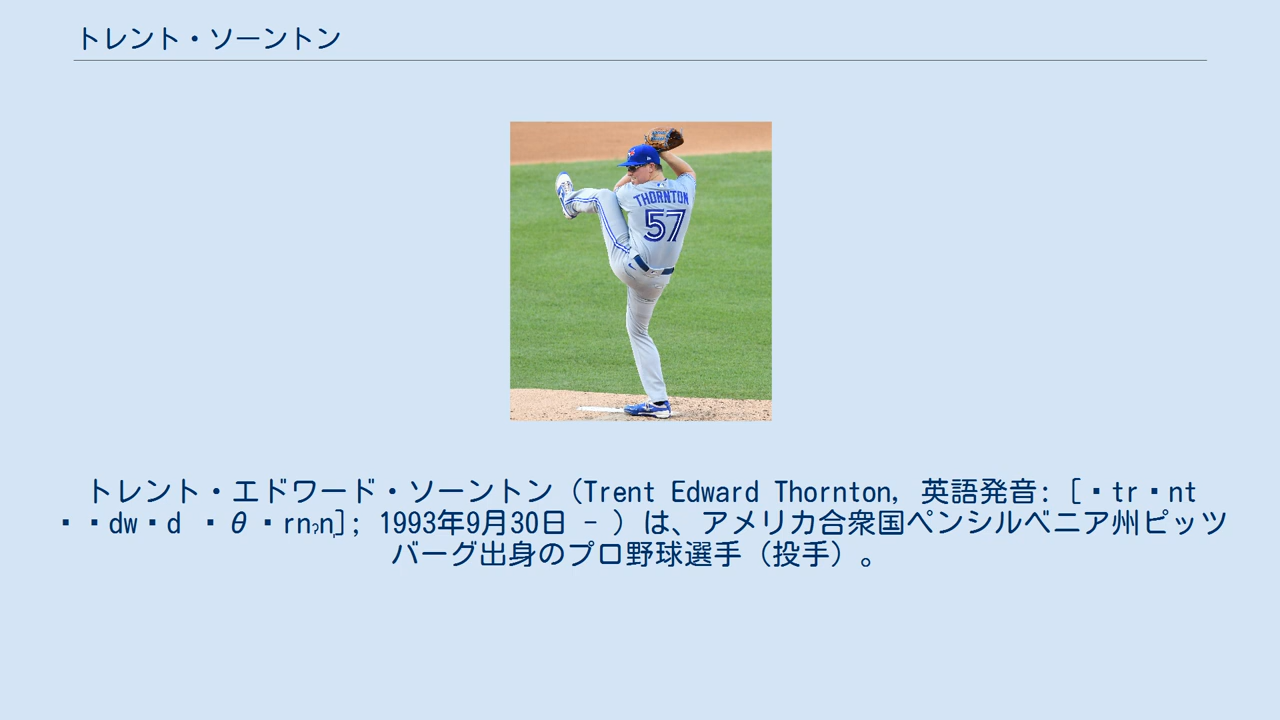 トレント・ソーントン
THORNTON
57
トレント・エドワード・ソーントン（Trent Edward Thornton, 英語発音: [・tr・nt
・・dw・d ・θ・rnʔn̩]; 1993年9月30日 - ）は、アメリカ合衆国ペンシルベニア州ピッツ
バーグ出身のプロ野球選手（投手）。